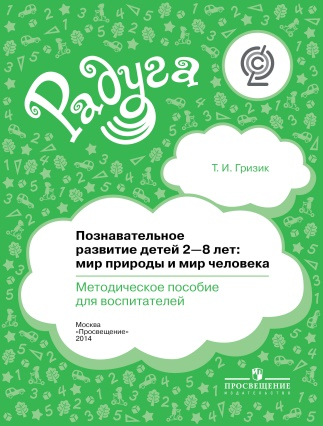 Радуга
Т. И. Гризик
Познавательное
развитие детей 2—8 лет:
мир природы и мир человека
Методическое пособие
для воспитателей
Москва
«Просвещение»
2014
ПРОСВЕЩЕНИЕ
ИЗДАТЕЛЬСТВО